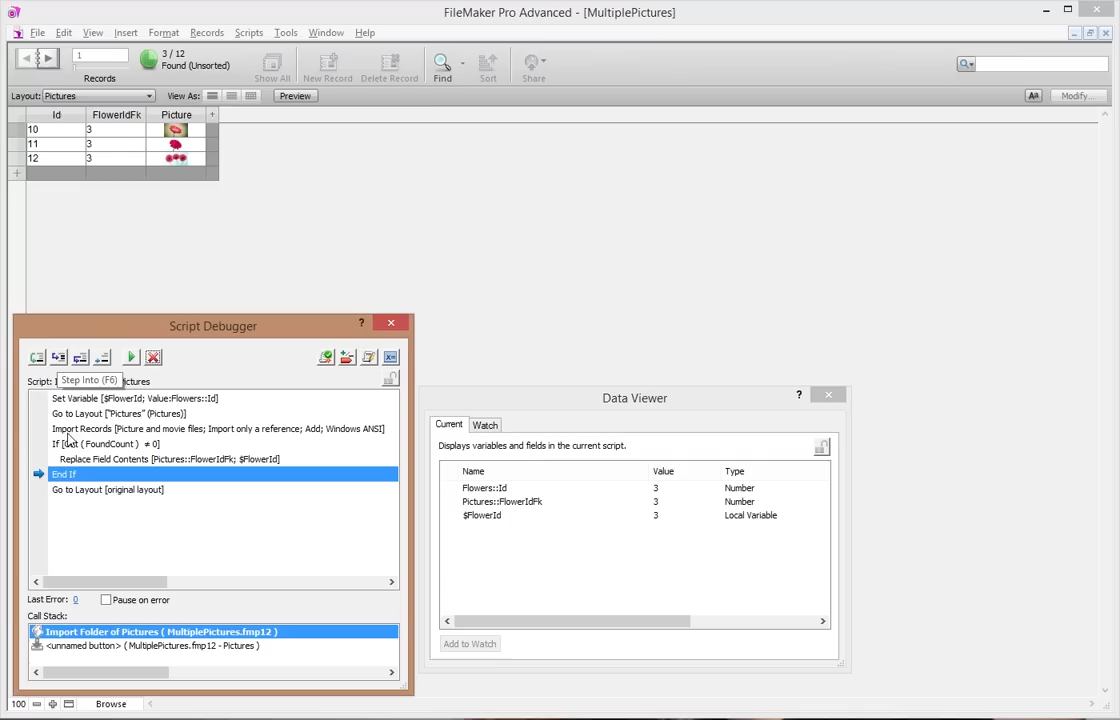 FileMaker Pro Advanced - [MultiplePictures]
File Edit View Insert Format Records Scripts Tools Window Help
1
3 / 12
Found (Unsorted)
Records
Show All
New Record
Delete Record
Find
Sort
Share
Layout: Pictures
View As:
Preview
Aa
Modify...
Id FlowerIdFk Picture +
10 3
11 3
12 3
+
Script Debugger
?
Step Into (F6)
Set Variable [$FlowerId; Value:Flowers::Id]
Go to Layout ["Pictures" (Pictures)]
Import Records [Picture and movie files; Import only a reference; Add; Windows ANSI]
( FoundCount ) ≠ 0]
Replace Field Contents [Pictures::FlowerIdFk; $FlowerId]
End If
Go to Layout [original layout]
Last Error: 0
Pause on error
Call Stack:
Import Folder of Pictures ( MultiplePictures.fmp12 )
<unnamed button> ( MultiplePictures.fmp12 - Pictures )
Data Viewer
?
Current Watch
Displays variables and fields in the current script.
Name Value Type
Flowers::Id 3 Number
Pictures::FlowerIdFk 3 Number
$FlowerId 3 Local Variable
Add to Watch
100
Browse